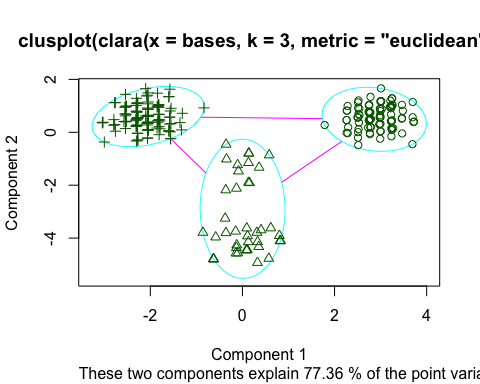 clusplot(clara(x = bases, k = 3, metric = "euclidean"
2
0
-2
-4
Component 2
-2 0 2 4
Component 1
These two components explain 77.36 % of the point varia